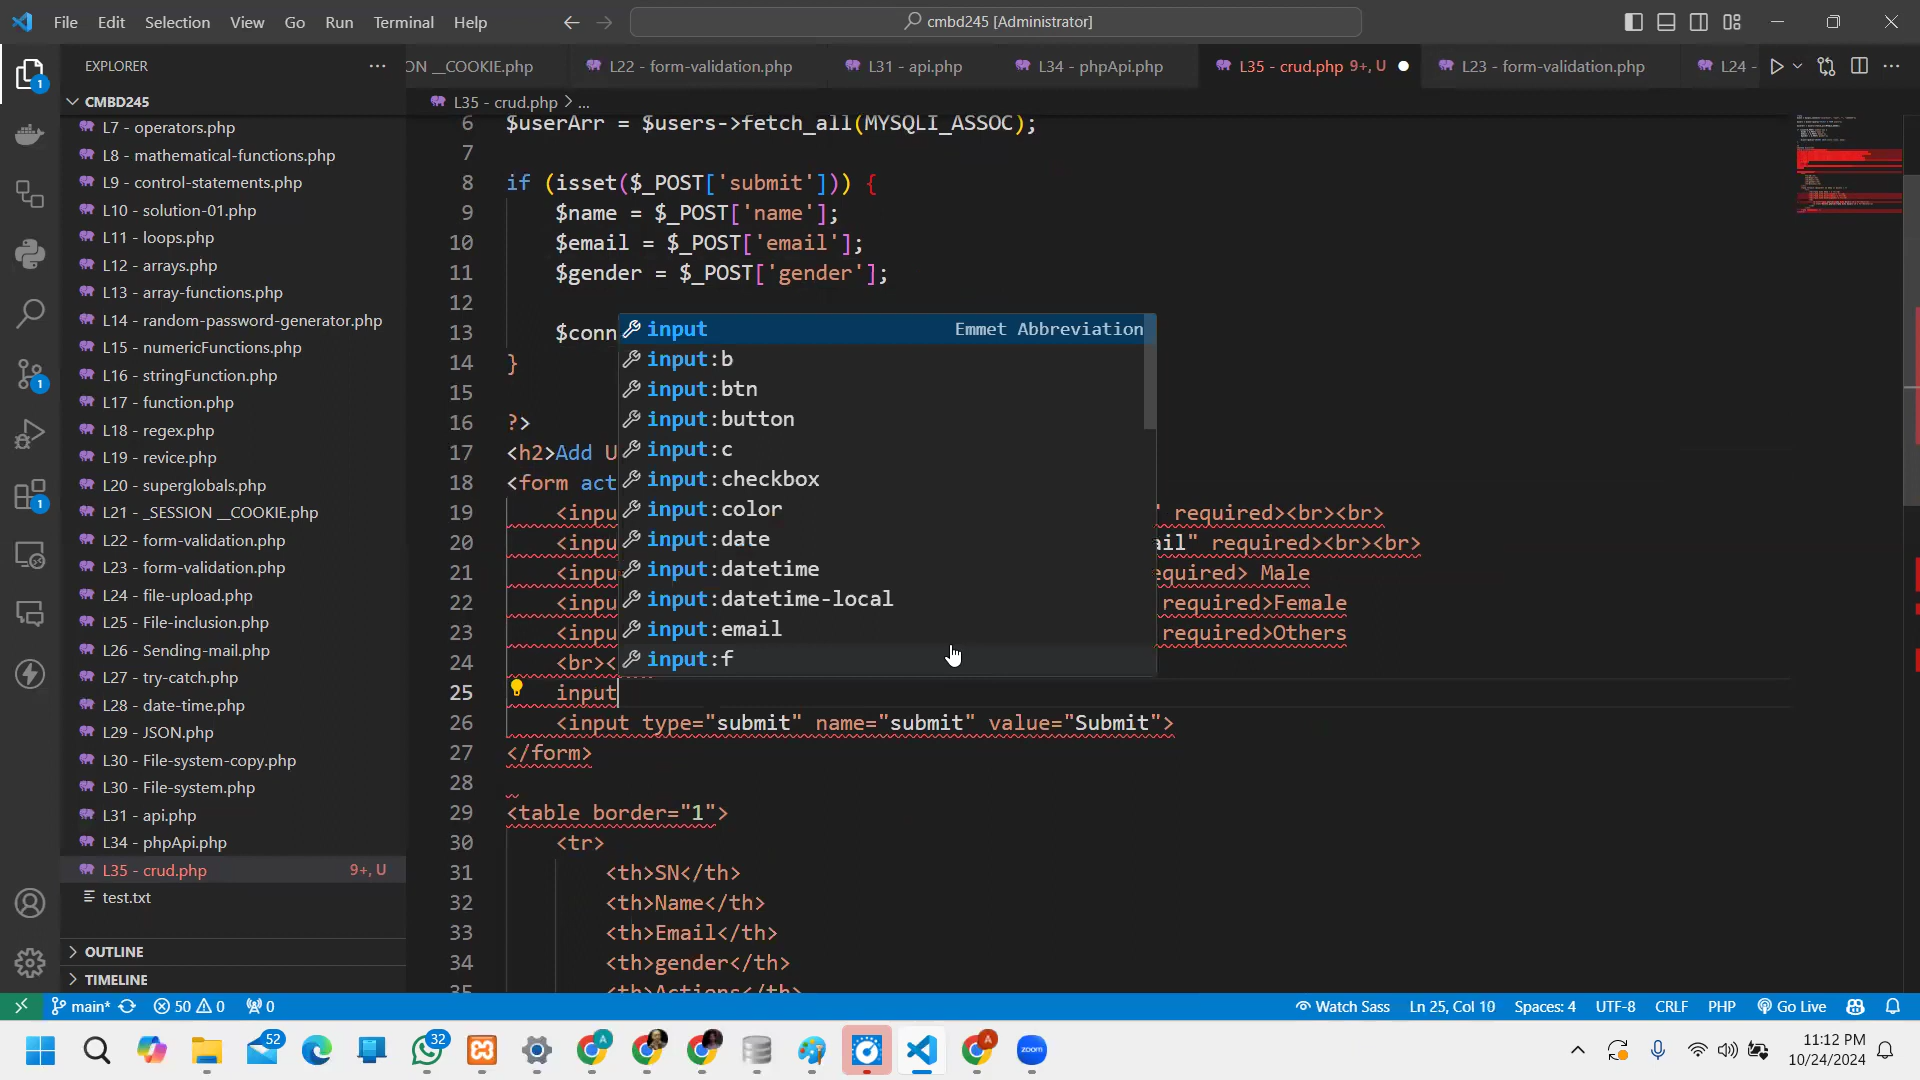 File Edit Selection View Go Run Terminal Help
cmbd245 [Administrator]
EXPLORER
ON __COOKIE.php L22 - form-validation.php L31 - api.php L34 - phpApi.php L35 - crud.php 9+, U L23 - form-validation.php L24 -
L35 - crud.php > ...
CMBD245
L7 - operators.php
L8 - mathematical-functions.php
L9 - control-statements.php
L10 - solution-01.php
L11 - loops.php
L12 - arrays.php
L13 - array-functions.php
L14 - random-password-generator.php
L15 - numericFunctions.php
L16 - stringFunction.php
L17 - function.php
L18 - regex.php
L19 - revice.php
L20 - superglobals.php
L21 - _SESSION __COOKIE.php
L22 - form-validation.php
L23 - form-validation.php
L24 - file-upload.php
L25 - File-inclusion.php
L26 - Sending-mail.php
L27 - try-catch.php
L28 - date-time.php
L29 - JSON.php
L30 - File-system-copy.php
L30 - File-system.php
L31 - api.php
L34 - phpApi.php
L35 - crud.php 9+, U
test.txt
OUTLINE
TIMELINE
6 $userArr = $users->fetch_all(MYSQLI_ASSOC);
7
8 if (isset($_POST['submit'])) {
9 $name = $_POST['name'];
10 $email = $_POST['email'];
11 $gender = $_POST['gender'];
12
13 $conn
14 }
15
16 ?>
17 <h2>Add U
18 <form act
19 <inpu " required><br><br>
20 <inpu ail" required><br><br>
21 <inpu equired> Male
22 <inpu required>Female
23 <inpu required>Others
24 <br><
25 input
26 <input type="submit" name="submit" value="Submit">
27 </form>
28
29 <table border="1">
30 <tr>
31 <th>SN</th>
32 <th>Name</th>
33 <th>Email</th>
34 <th>gender</th>
35 <th>Actions</th>
input Emmet Abbreviation
input:b
input:btn
input:button
input:c
input:checkbox
input:color
input:date
input:datetime
input:datetime-local
input:email
input:f
1
1
1
main* 50 0 0
Watch Sass Ln 25, Col 10 Spaces: 4 UTF-8 CRLF PHP Go Live
52
32
A
A
zoom
11:12 PM
10/24/2024